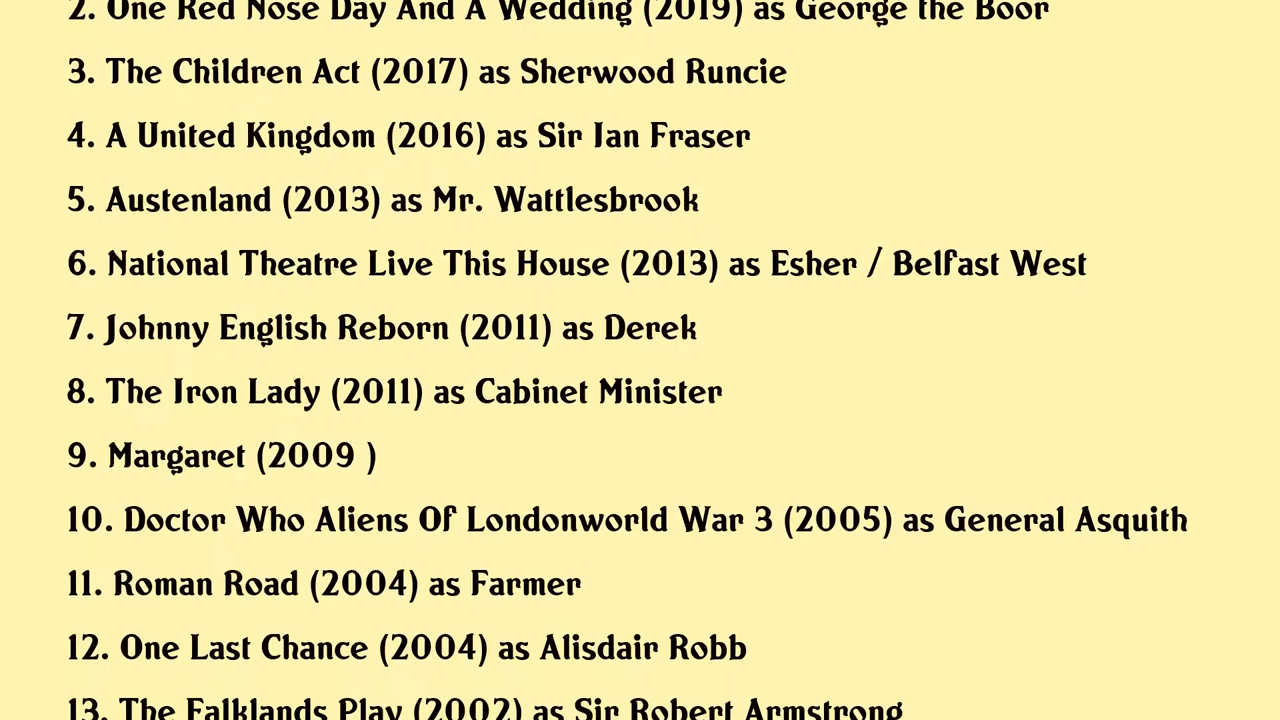 2. One Red Nose Day And A Wedding (2019) as George the Boor
3. The Children Act (2017) as Sherwood Runcie
4. A United Kingdom (2016) as Sir Ian Fraser
5. Austenland (2013) as Mr. Wattlesbrook
6. National Theatre Live This House (2013) as Esher / Belfast West
7. Johnny English Reborn (2011) as Derek
8. The Iron Lady (2011) as Cabinet Minister
9. Margaret (2009 )
10. Doctor Who Aliens Of Londonworld War 3 (2005) as General Asquith
11. Roman Road (2004) as Farmer
12. One Last Chance (2004) as Alisdair Robb
13. The Falklands Play (2002) as Sir Robert Armstrong